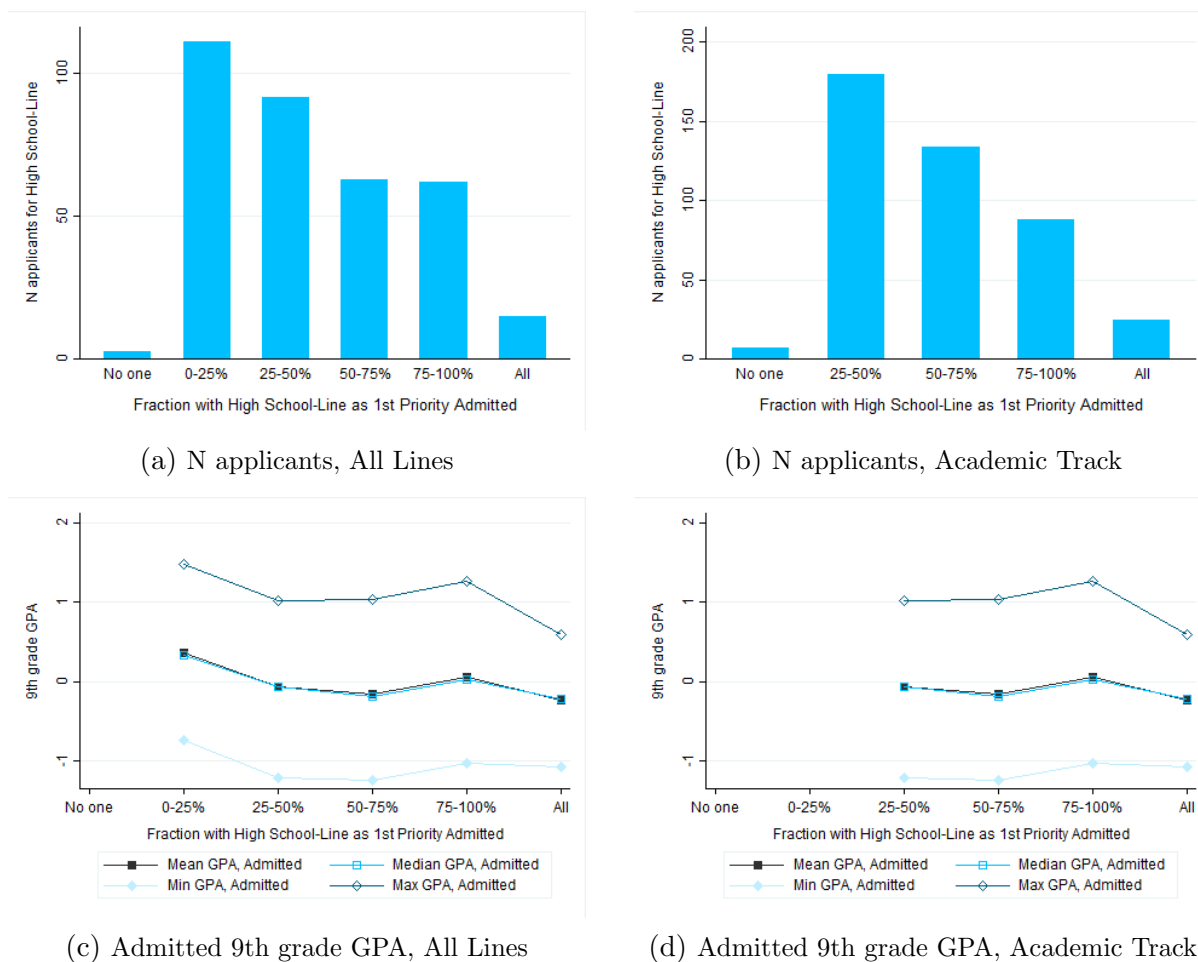 N applicants for High School-Line
100
50
0
No one 0-25% 25-50% 50-75% 75-100% All
Fraction with High School-Line as 1st Priority Admitted
(a) N applicants, All Lines
N applicants for High School-Line
200
150
100
50
0
No one 25-50% 50-75% 75-100% All
Fraction with High School-Line as 1st Priority Admitted
(b) N applicants, Academic Track
9th grade GPA
2
1
0
-1
No one 0-25% 25-50% 50-75% 75-100% All
Fraction with High School-Line as 1st Priority Admitted
Mean GPA, Admitted Median GPA, Admitted
Min GPA, Admitted Max GPA, Admitted
(c) Admitted 9th grade GPA, All Lines
9th grade GPA
2
1
0
-1
No one 0-25% 25-50% 50-75% 75-100% All
Fraction with High School-Line as 1st Priority Admitted
Mean GPA, Admitted Median GPA, Admitted
Min GPA, Admitted Max GPA, Admitted
(d) Admitted 9th grade GPA, Academic Track